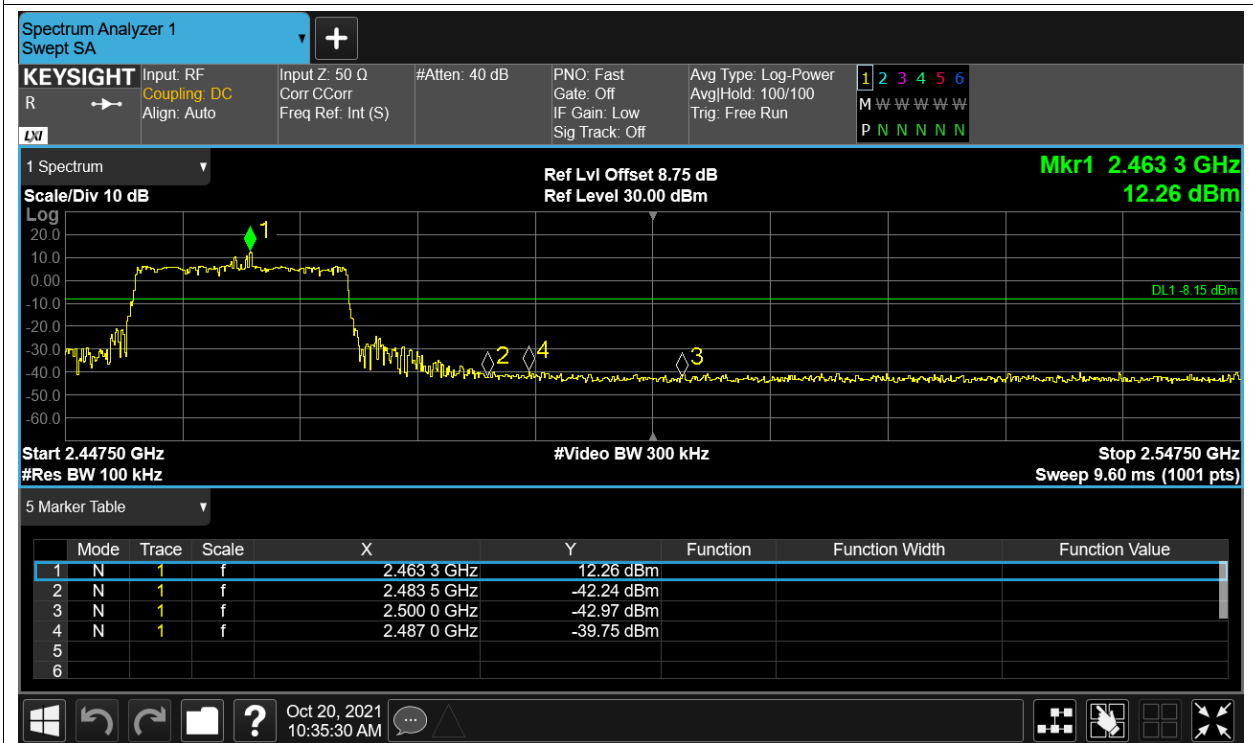 Spectrum Analyzer 1
Swept SA
+
KEYSIGHT
R
LXI
Input: RF
Coupling: DC
Align: Auto
Input Z: 50 Ω
Corr CCorr
Freq Ref: Int (S)
#Atten: 40 dB
PNO: Fast
Gate: Off
IF Gain: Low
Sig Track: Off
Avg Type: Log-Power
Avg|Hold: 100/100
Trig: Free Run
1 2 3 4 5 6
M W W W W W
P N N N N N
1 Spectrum
Scale/Div 10 dB
Ref Lvl Offset 8.75 dB
Ref Level 30.00 dBm
Mkr1 2.463 3 GHz
12.26 dBm
Log
20.0
10.0
0.00
-10.0
-20.0
-30.0
-40.0
-50.0
-60.0
1
2
4
3
DL1 -8.15 dBm
Start 2.44750 GHz
#Res BW 100 kHz
#Video BW 300 kHz
Stop 2.54750 GHz
Sweep 9.60 ms (1001 pts)
5 Marker Table
Mode Trace Scale X Y Function Function Width Function Value
1 N 1 f 2.463 3 GHz 12.26 dBm
2 N 1 f 2.483 5 GHz -42.24 dBm
3 N 1 f 2.500 0 GHz -42.97 dBm
4 N 1 f 2.487 0 GHz -39.75 dBm
5
6
?
Oct 20, 2021
10:35:30 AM